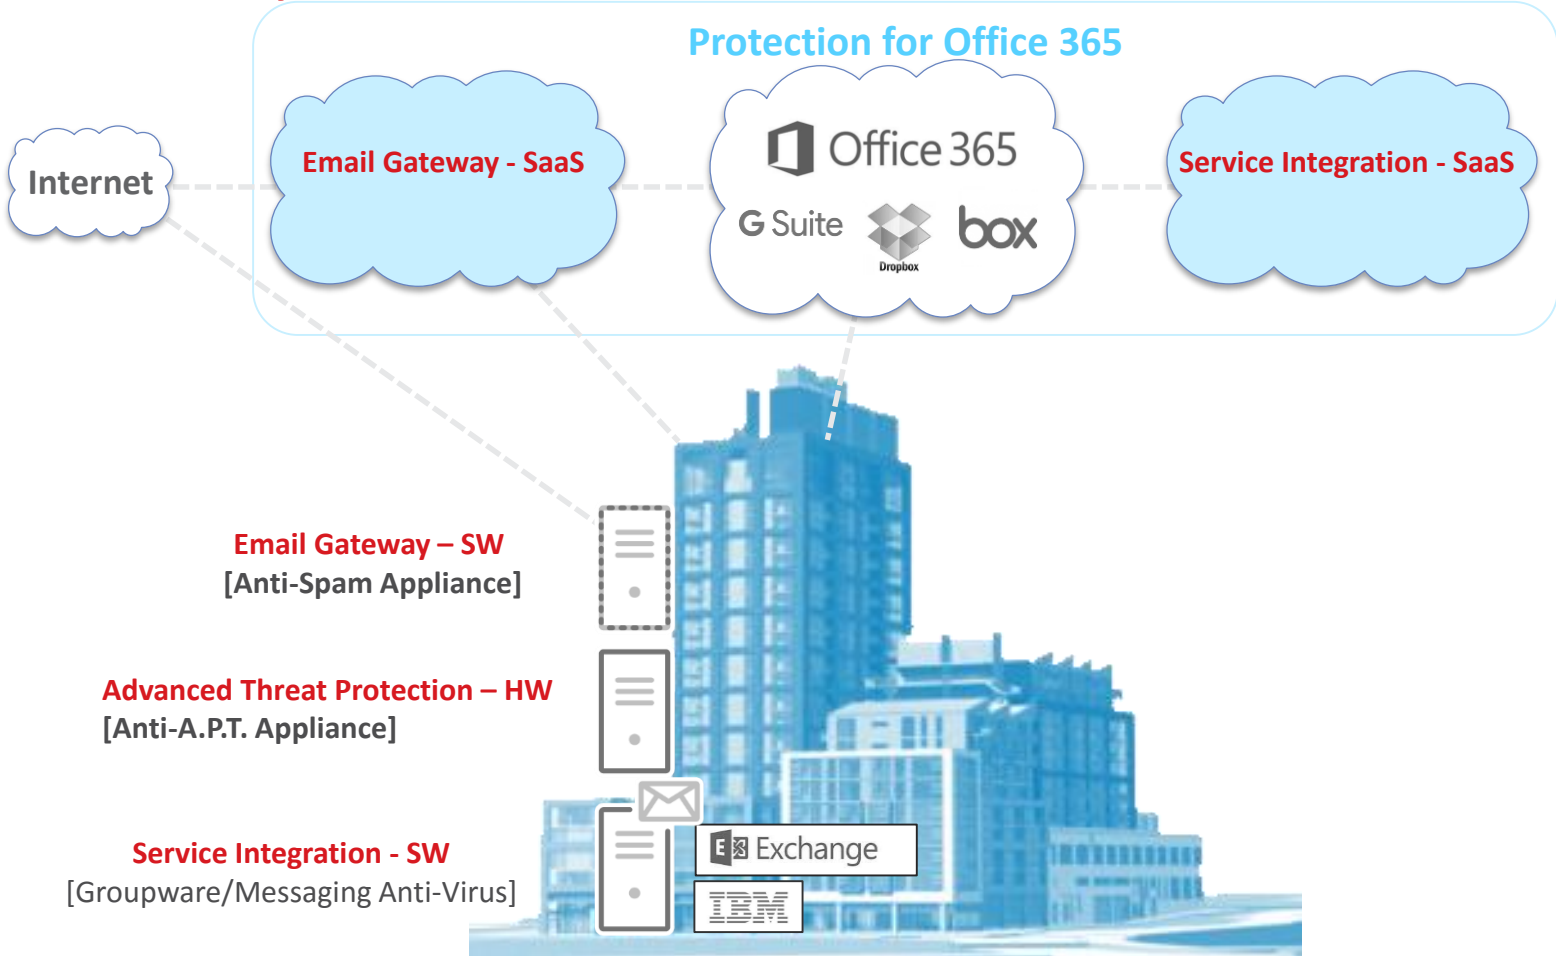 Protection for Office 365
Internet
Email Gateway - SaaS
Office 365
G Suite
Dropbox
box
Service Integration - SaaS
Email Gateway – SW
[Anti-Spam Appliance]
Advanced Threat Protection – HW
[Anti-A.P.T. Appliance]
Service Integration - SW
[Groupware/Messaging Anti-Virus]
E Exchange
IBM